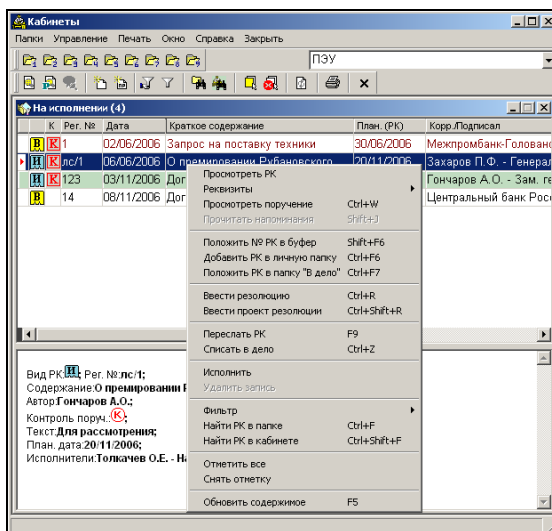 Кабинеты
Папки Управление Печать Окно Справка Закрыть
ПЭУ
На исполнении (4)
К Рег. № Дата Краткое содержание План. (РК) Корр./Подписал
В К 1 02/06/2006 Запрос на поставку техники 30/06/2006 Межпромбанк-Голованс
И К лс/1 06/06/2006 О премировании Рубановского 20/11/2006 Захаров П.Ф. - Генерал
И К 123 03/11/2006 Дог Гончаров А.О. - Зам. ге
В 14 08/11/2006 Дог Центральный банк Росс
Просмотреть РК
Реквизиты
Просмотреть поручение Ctrl+W
Прочитать напоминания Shift+J
Положить № РК в буфер Shift+F6
Добавить РК в личную папку Ctrl+F6
Положить РК в папку "В дело" Ctrl+F7
Ввести резолюцию Ctrl+R
Ввести проект резолюции Ctrl+Shift+R
Переслать РК F9
Списать в дело Ctrl+Z
Исполнить
Удалить запись
Фильтр
Найти РК в папке Ctrl+F
Найти РК в кабинете Ctrl+Shift+F
Отметить все
Снять отметку
Обновить содержимое F5
Вид РК: И; Рег. №:лс/1;
Содержание:О премировании Р
Автор:Гончаров А.О.;
Контроль поруч.: К;
Текст:Для рассмотрения;
План. дата:20/11/2006;
Исполнители:Толкачев О.Е. - На